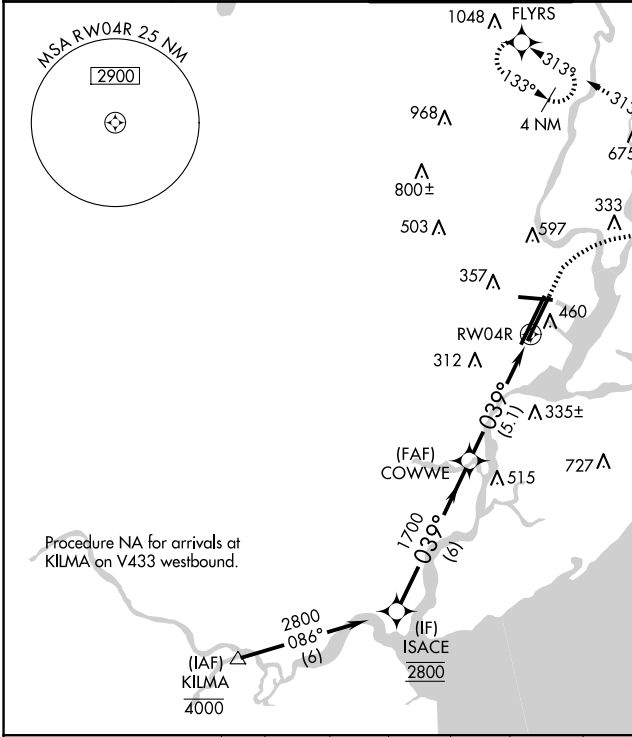 1048
FLYRS
MSA RW04R 25 NM
2900
313°
133°
4 NM
313
968
675
800±
333
503
597
357
460
RW04R
312
039°
(5.1)
335±
(FAF)
COWWE
727
515
1700
039°
(6)
Procedure NA for arrivals at
KILMA on V433 westbound.
2800
086°
(6)
(IF)
ISACE
2800
(IAF)
KILMA
4000